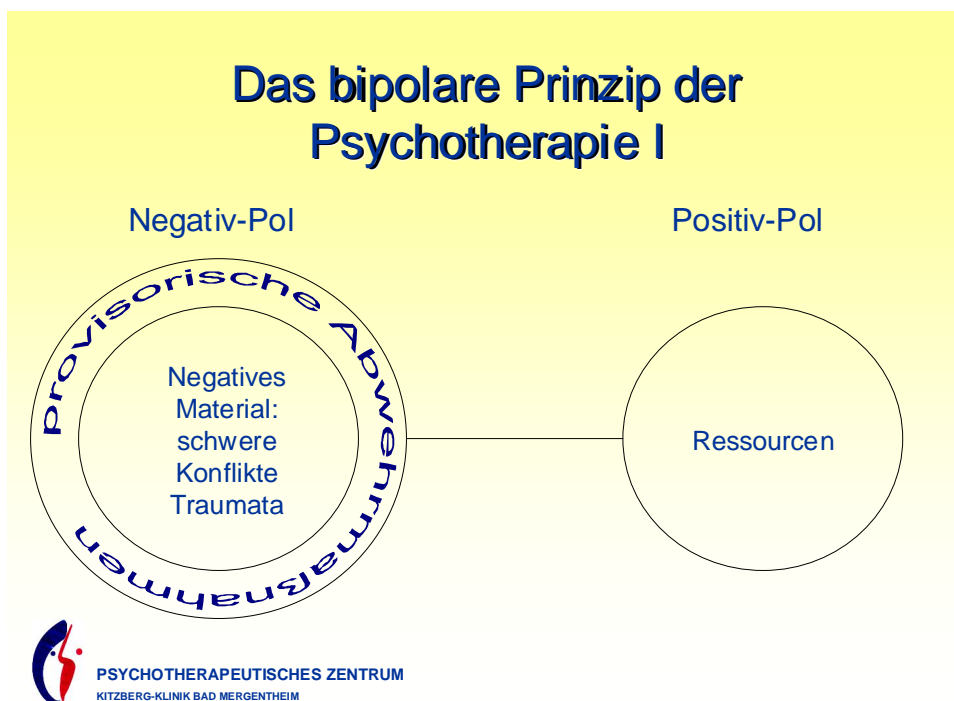 Das bipolare Prinzip der
Psychotherapie I
Negativ-Pol
Positiv-Pol
provisorische Abwehrmaßnahmen
Negatives
Material:
schwere
Konflikte
Traumata
Ressourcen
PSYCHOTHERAPEUTISCHES ZENTRUM
KITZBERG-KLINIK BAD MERGENTHEIM